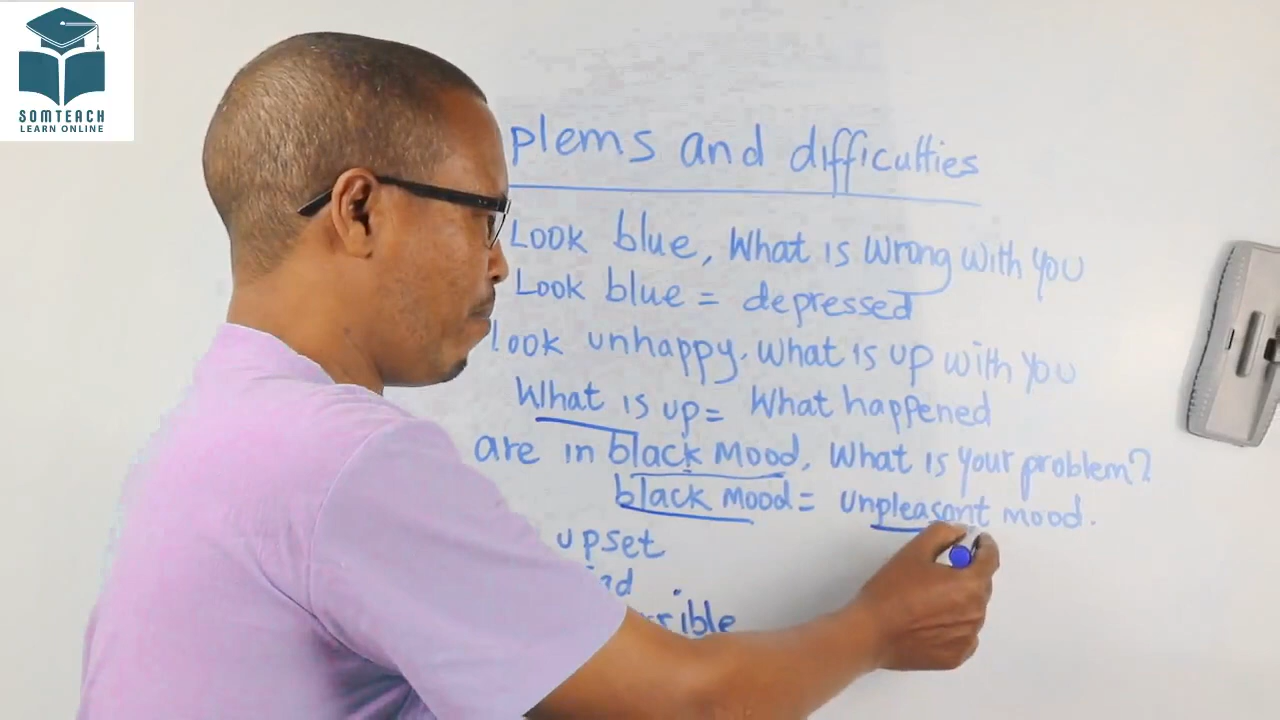 SOMTEACH
LEARN ONLINE
plems and difficulties
Look blue, What is wrong with you
Look blue = depressed
look unhappy. What is up with you
What is up = What happened
are in black mood, What is your problem?
black mood = unpleasant mood.
upset